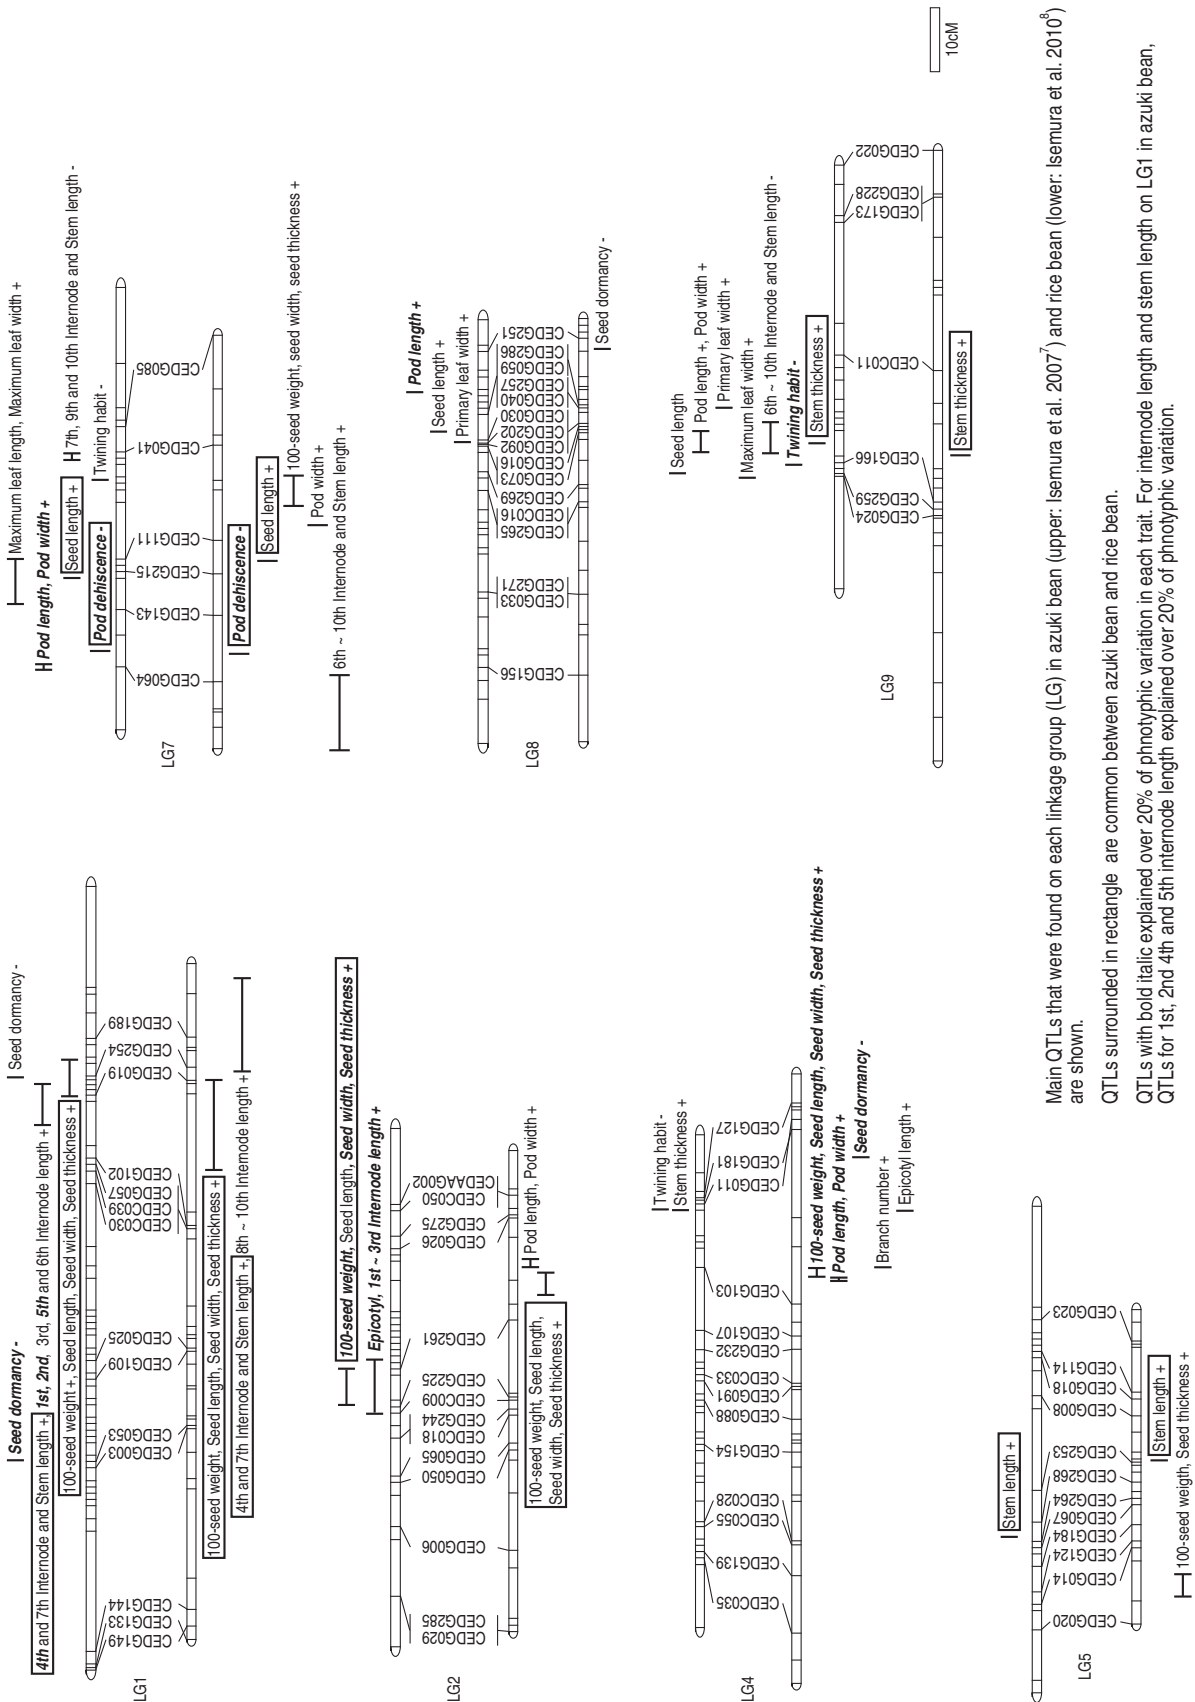 LG1
Seed dormancy -
Seed dormancy -
4th and 7th Internode and Stem length +, 1st, 2nd, 3rd, 5th and 6th Internode length +
100-seed weight +, Seed length, Seed width, Seed thickness +
CEDG149
CEDG133
CEDG144
CEDG003
CEDG053
CEDG109
CEDG025
CEDC030
CEDC039
CEDG057
CEDG102
CEDG019
CEDG254
CEDG189
100-seed weight, Seed length, Seed width, Seed thickness +
4th and 7th Internode and Stem length +, 8th ~ 10th Internode length +
LG2
100-seed weight, Seed length, Seed width, Seed thickness +
Epicotyl, 1st ~ 3rd Internode length +
CEDG029
CEDG285
CEDG006
CEDG050
CEDG065
CEDC018
CEDG244
CEDC009
CEDG225
CEDG261
CEDG026
CEDG275
CEDC050
CEDAAG002
Pod length, Pod width +
100-seed weight, Seed length,
Seed width, Seed thickness +
LG4
Twining habit -
Stem thickness +
CEDC035
CEDG139
CEDC055
CEDC028
CEDG154
CEDG088
CEDG091
CEDC033
CEDG232
CEDG107
CEDG103
CEDG011
CEDG181
CEDG127
100-seed weight, Seed length, Seed width, Seed thickness +
Pod length, Pod width +
Seed dormancy -
Branch number +
Epicotyl length +
LG5
Stem length +
CEDG020
CEDG014
CEDG124
CEDG184
CEDG067
CEDG264
CEDG268
CEDG253
CEDG008
CEDG018
CEDG114
CEDG023
Stem length +
100-seed weigth, Seed thickness +
LG7
Maximum leaf length, Maximum leaf width +
Pod length, Pod width +
Seed length +
7th, 9th and 10th Internode and Stem length -
Pod dehiscence -
Twining habit -
CEDG064
CEDG143
CEDG215
CEDG111
CEDG041
CEDG085
Pod dehiscence -
Seed length +
100-seed weight, seed width, seed thickness +
Pod width +
6th ~ 10th Internode and Stem length +
LG8
Pod length +
Seed length +
Primary leaf width +
CEDG156
CEDG033
CEDG271
CEDG265
CEDC016
CEDG269
CEDG073
CEDG016
CEDG092
CEDG202
CEDG030
CEDG040
CEDG257
CEDG059
CEDG286
CEDG251
Seed dormancy -
LG9
Seed length
Pod length +, Pod width +
Primary leaf width +
Maximum leaf width +
6th ~ 10th Internode and Stem length -
Twining habit -
Stem thickness +
CEDG024
CEDG259
CEDG166
CEDC011
CEDG173
CEDG228
CEDG022
Stem thickness +
10cM
Main QTLs that were found on each linkage group (LG) in azuki bean (upper: Isemura et al. 2007⁷) and rice bean (lower: Isemura et al. 2010⁸)
are shown.
QTLs surrounded in rectangle are common between azuki bean and rice bean.
QTLs with bold italic explained over 20% of phnotyphic variation in each trait. For internode length and stem length on LG1 in azuki bean,
QTLs for 1st, 2nd 4th and 5th internode length explained over 20% of phnotyphic variation.